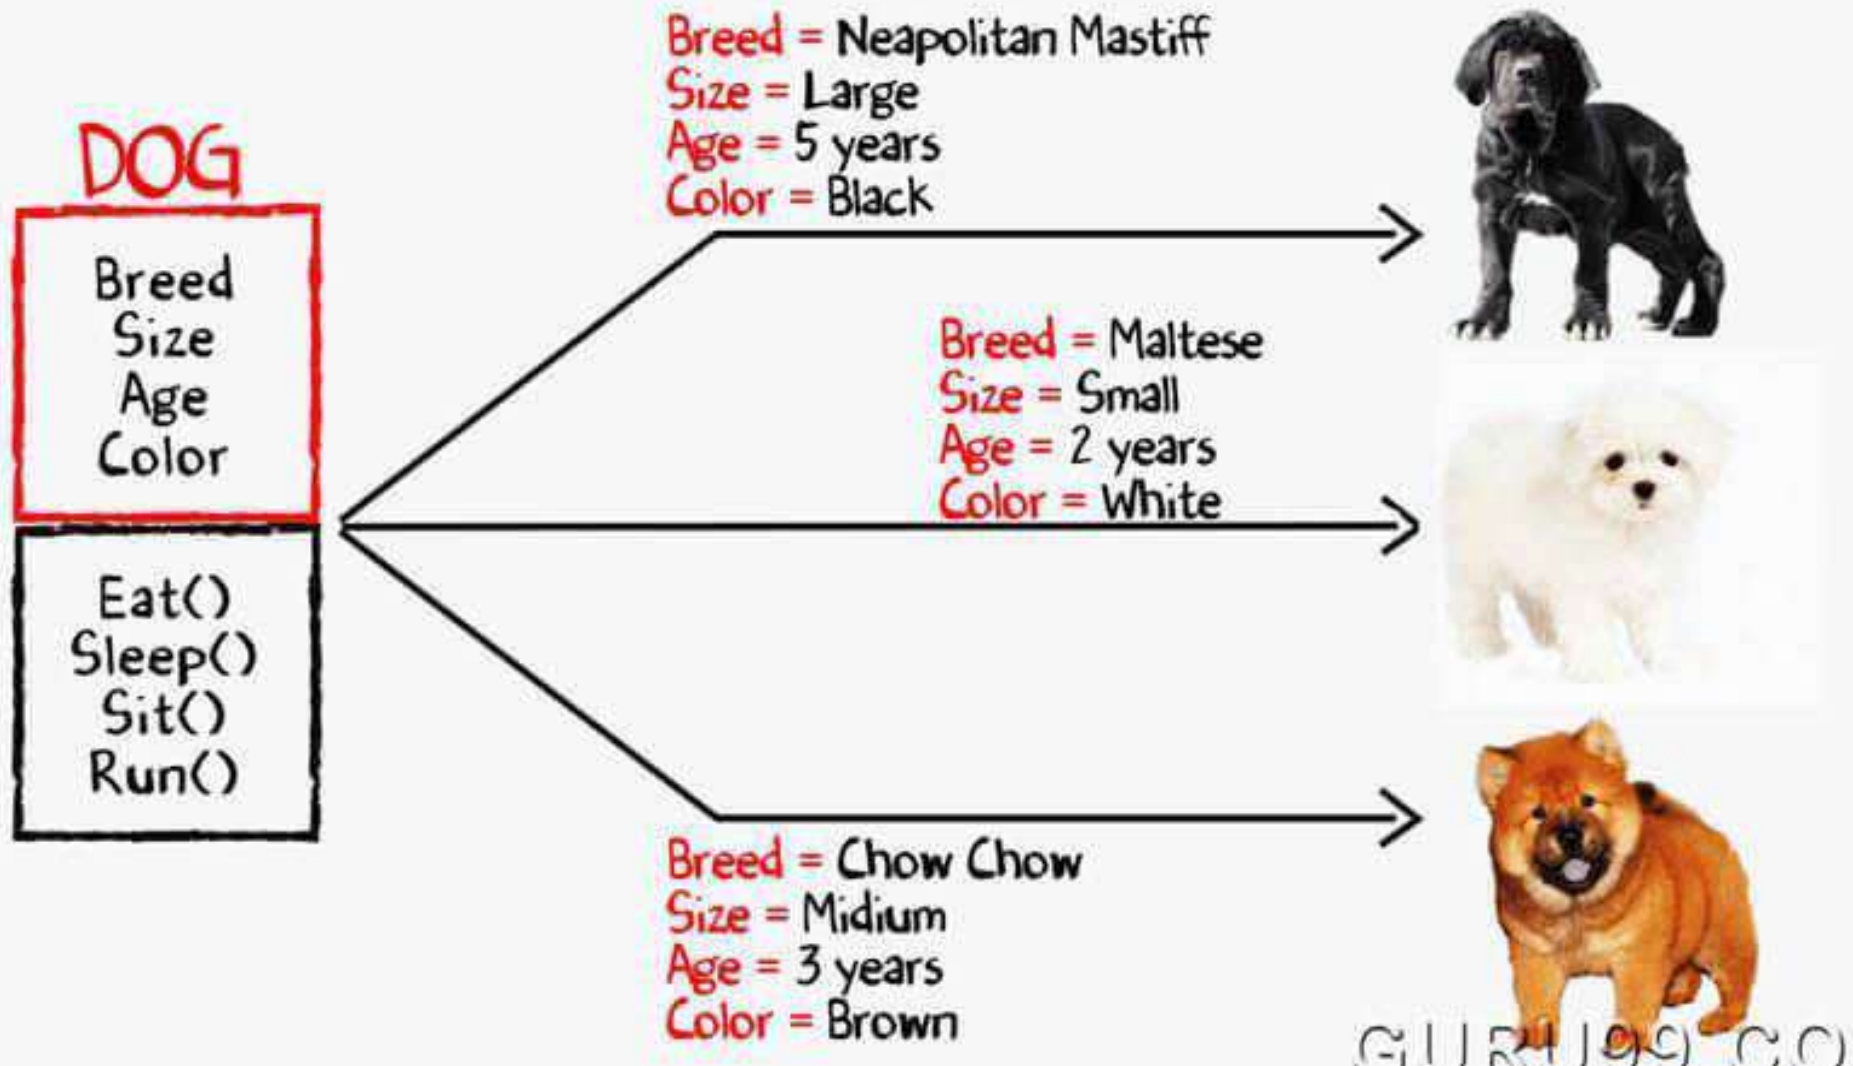 DOG
Breed
Size
Age
Color
Eat()
Sleep()
Sit()
Run()
Breed = Neapolitan Mastiff
Size = Large
Age = 5 years
Color = Black
Breed = Maltese
Size = Small
Age = 2 years
Color = White
Breed = Chow Chow
Size = Midium
Age = 3 years
Color = Brown
GURU99.CO